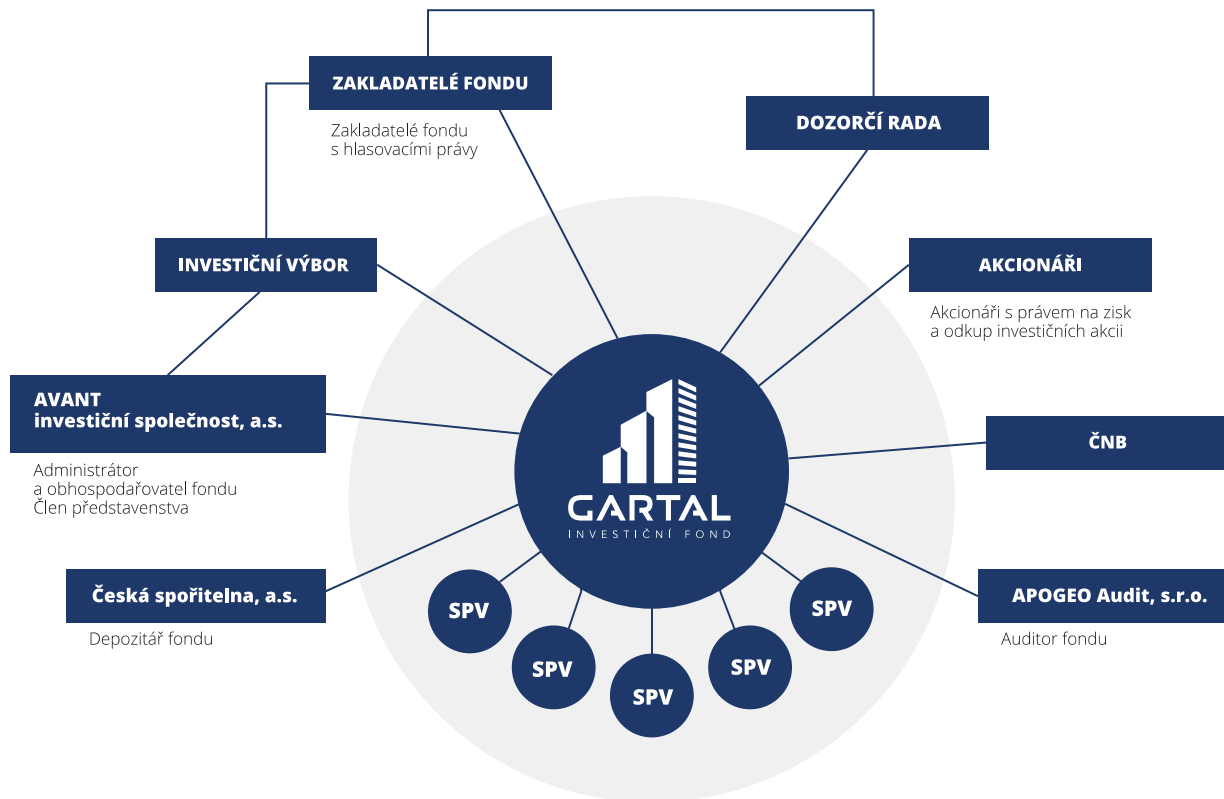 ZAKLADATELÉ FONDU
Zakladatelé fondu
s hlasovacími právy
DOZORČÍ RADA
INVESTIČNÍ VÝBOR
AKCIONÁŘI
Akcionáři s právem na zisk
a odkup investičních akcii
AVANT
investiční společnost, a.s.
Administrátor
a obhospodařovatel fondu
Člen představenstva
ČNB
GARTAL
INVESTIČNÍ FOND
Česká spořitelna, a.s.
Depozitář fondu
APOGEO Audit, s.r.o.
Auditor fondu
SPV
SPV
SPV
SPV
SPV